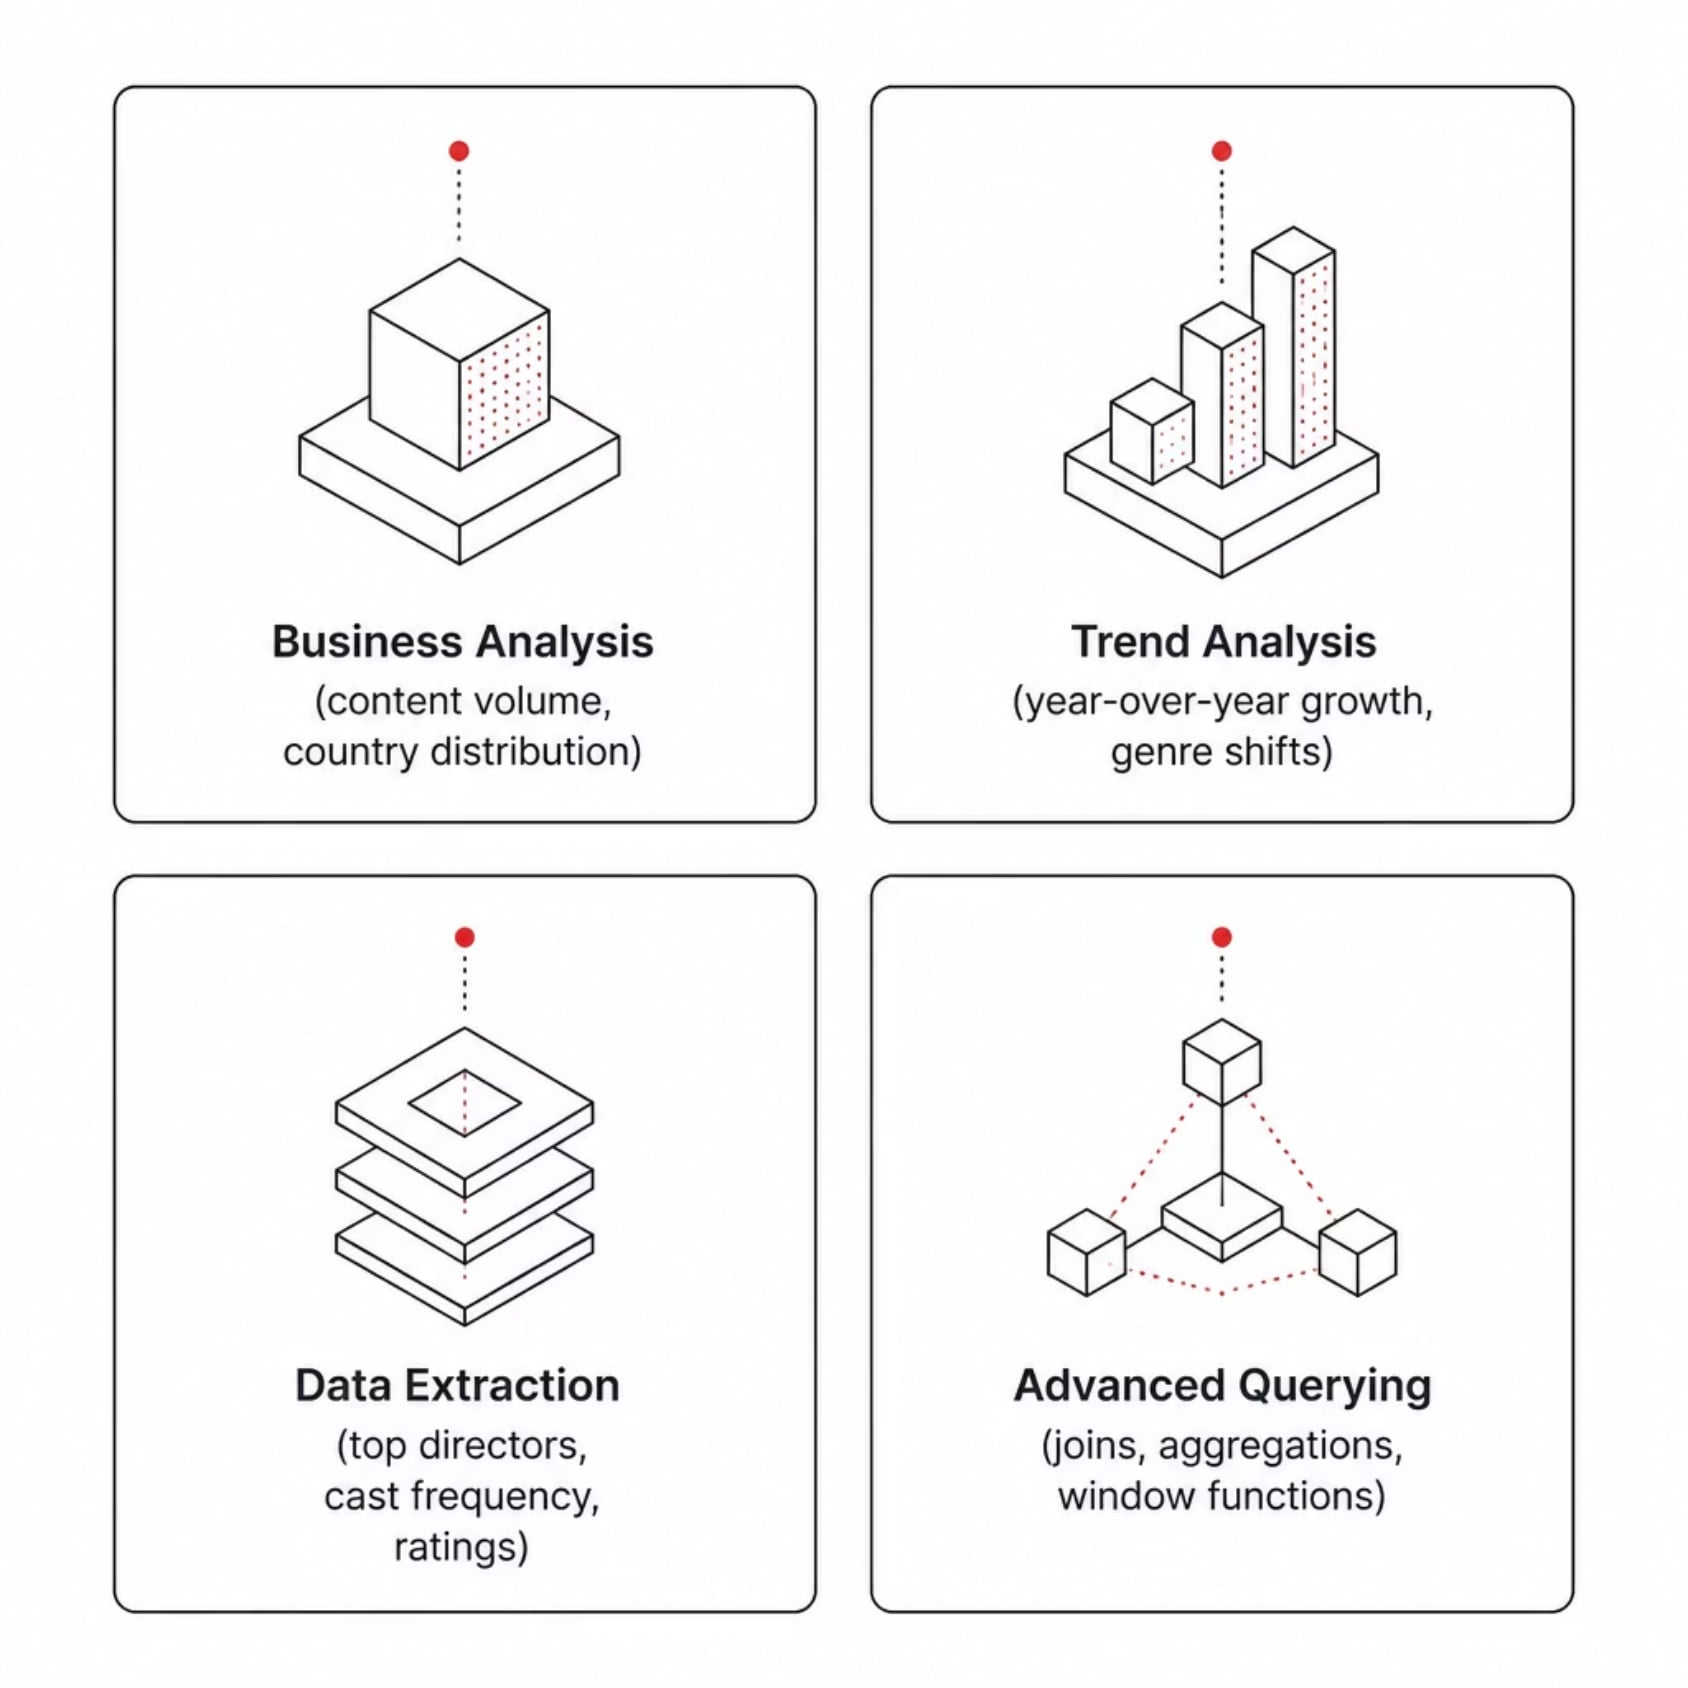 Business Analysis
(content volume,
country distribution)
Trend Analysis
(year-over-year growth,
genre shifts)
Data Extraction
(top directors,
cast frequency,
ratings)
Advanced Querying
(joins, aggregations,
window functions)